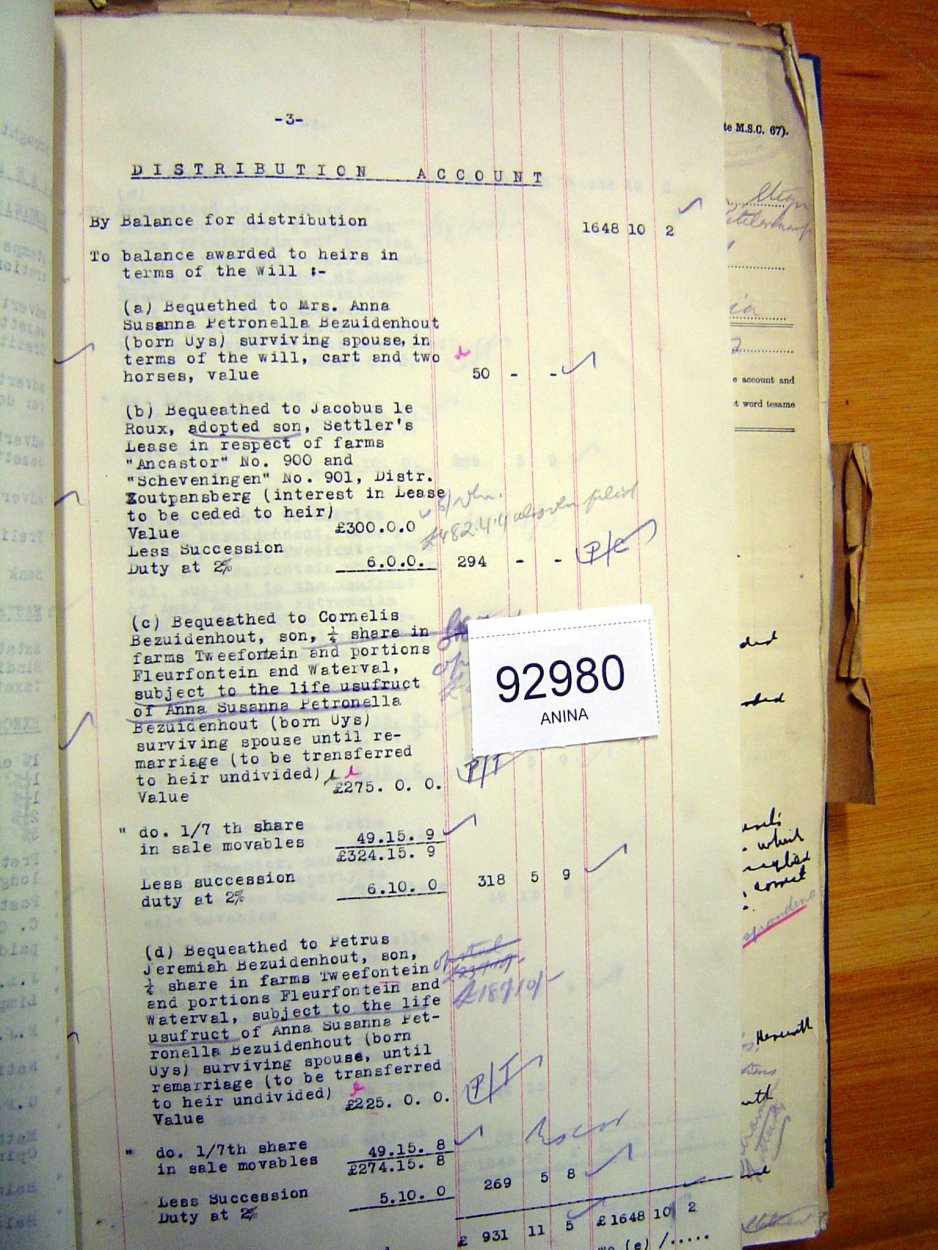 -3-
DISTRIBUTION ACCOUNT
By Balance for distribution 1648 10 2
To balance awarded to heirs in
terms of the Will :-
(a) Bequethed to Mrs. Anna
Susanna Petronella Bezuidenhout
(born Uys) surviving spouse, in
terms of the will, cart and two
horses, value 50 - -
(b) Bequeathed to Jacobus le
Roux, adopted son, Settler's
Lease in respect of farms
"Ancastor" No. 900 and
"Scheveningen" No. 901, Distr.
Zoutpansberg (interest in Lease
to be ceded to heir)
Value £300.0.0
Less Succession
Duty at 2% 6.0.0. 294 - - P/C
(c) Bequeathed to Cornelis
Bezuidenhout, son, ¼ share in
farms Tweefontein and portions
Fleurfontein and Waterval,
subject to the life usufruct
of Anna Susanna Petronella
Bezuidenhout (born Uys)
surviving spouse until re-
marriage (to be transferred
to heir undivided) P/T
Value £275. 0. 0.
92980
ANINA
" do. 1/7 th share
in sale movables 49.15. 9
£324.15. 9
Less succession
duty at 2% 6.10. 0 318 5 9
(d) Bequeathed to Petrus
Jeremiah Bezuidenhout, son,
¼ share in farms Tweefontein
and portions Fleurfontein and
Waterval, subject to the life
usufruct of Anna Susanna Pet-
ronella Bezuidenhout (born
Uys) surviving spouse, until
remarriage (to be transferred
to heir undivided) P/T
Value £225. 0. 0.
" do. 1/7th share
in sale movables 49.15. 8
£274.15. 8
Less Succession
Duty at 2% 5.10. 0 269 5 8
£ 931 11 5 £ 1648 10 2
(e) /.....
te M.S.C. 67).
e account and
t word tesame
correct
Herewith